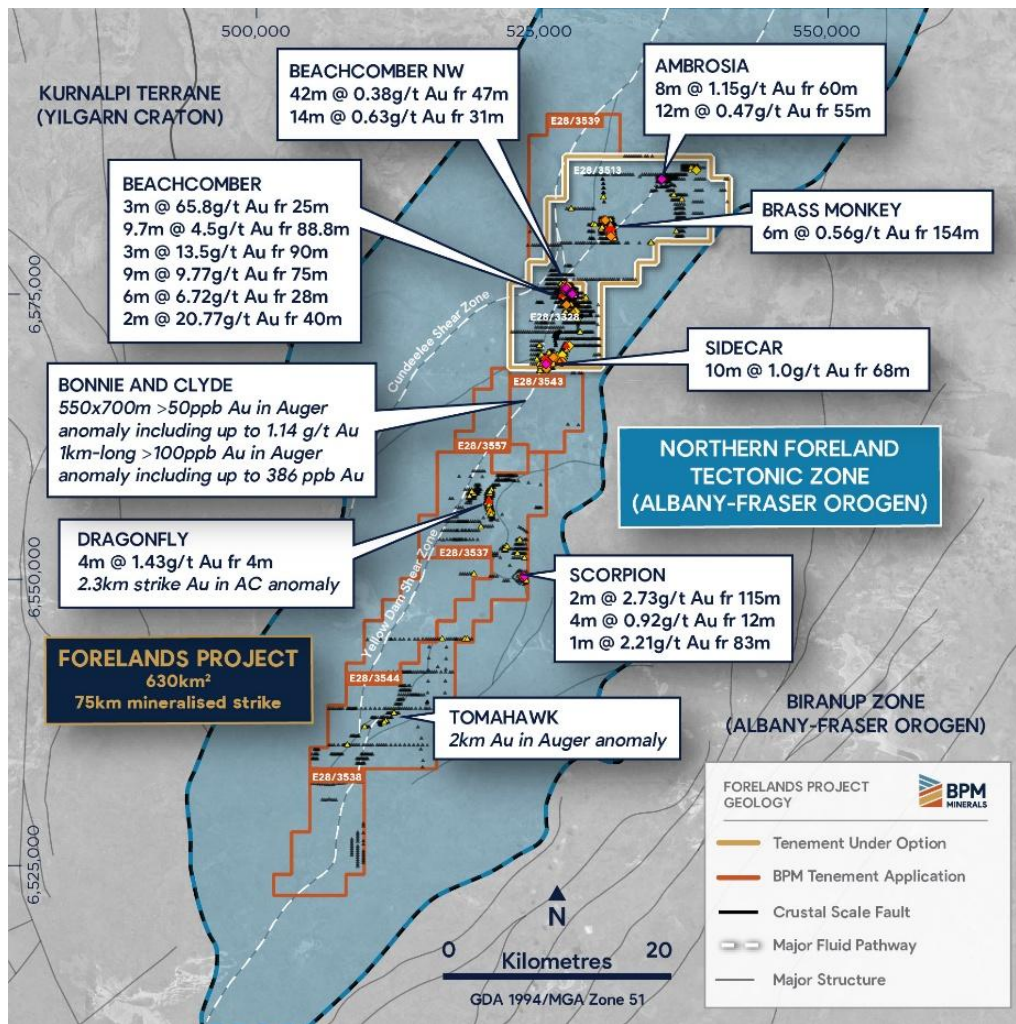 500,000
525,000
550,000
KURNALPI TERRANE
(YILGARN CRATON)
BEACHCOMBER NW
42m @ 0.38g/t Au fr 47m
14m @ 0.63g/t Au fr 31m
AMBROSIA
8m @ 1.15g/t Au fr 60m
12m @ 0.47g/t Au fr 55m
E28/3539
E28/3513
BEACHCOMBER
3m @ 65.8g/t Au fr 25m
9.7m @ 4.5g/t Au fr 88.8m
3m @ 13.5g/t Au fr 90m
9m @ 9.77g/t Au fr 75m
6m @ 6.72g/t Au fr 28m
2m @ 20.77g/t Au fr 40m
BRASS MONKEY
6m @ 0.56g/t Au fr 154m
6,575,000
Cundeelee Shear Zone
E28/3328
SIDECAR
10m @ 1.0g/t Au fr 68m
E28/3543
BONNIE AND CLYDE
550x700m >50ppb Au in Auger
anomaly including up to 1.14 g/t Au
1km-long >100ppb Au in Auger
anomaly including up to 386 ppb Au
E28/3557
NORTHERN FORELAND
TECTONIC ZONE
(ALBANY-FRASER OROGEN)
DRAGONFLY
4m @ 1.43g/t Au fr 4m
2.3km strike Au in AC anomaly
E28/3537
6,550,000
Yellow Dam Shear Zone
SCORPION
2m @ 2.73g/t Au fr 115m
4m @ 0.92g/t Au fr 12m
1m @ 2.21g/t Au fr 83m
FORELANDS PROJECT
630km²
75km mineralised strike
E28/3544
TOMAHAWK
2km Au in Auger anomaly
BIRANUP ZONE
(ALBANY-FRASER OROGEN)
E28/3538
6,525,000
FORELANDS PROJECT
GEOLOGY
BPM
MINERALS
Tenement Under Option
BPM Tenement Application
Crustal Scale Fault
Major Fluid Pathway
Major Structure
N
0
Kilometres
20
GDA 1994/MGA Zone 51